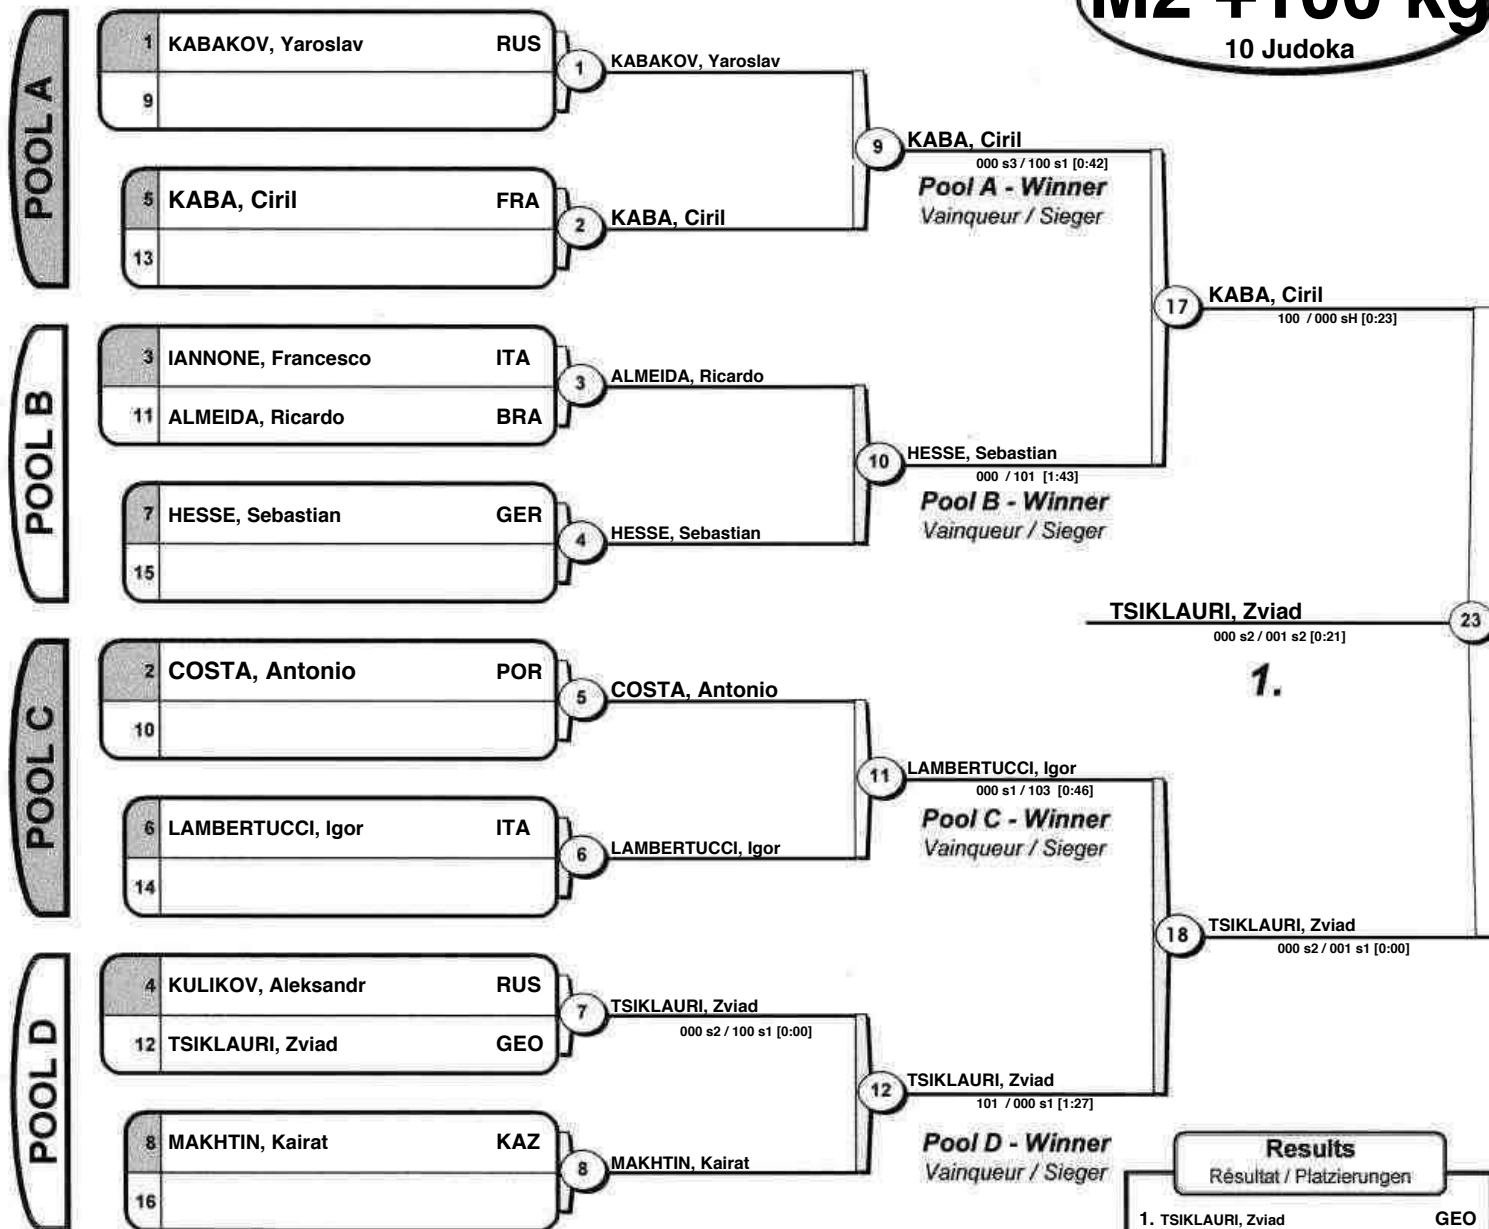 M2 +100 kg
10 Judoka
POOL A
1 KABAKOV, Yaroslav RUS
9
5 KABA, Ciril FRA
13
1 KABAKOV, Yaroslav
2 KABA, Ciril
9 KABA, Ciril
000 s3 / 100 s1 [0:42]
Pool A - Winner
Vainqueur / Sieger
POOL B
3 IANNONE, Francesco ITA
11 ALMEIDA, Ricardo BRA
7 HESSE, Sebastian GER
15
3 ALMEIDA, Ricardo
4 HESSE, Sebastian
10 HESSE, Sebastian
000 / 101 [1:43]
Pool B - Winner
Vainqueur / Sieger
17 KABA, Ciril
100 / 000 sH [0:23]
TSIKLAURI, Zviad 23
000 s2 / 001 s2 [0:21]
1.
POOL C
2 COSTA, Antonio POR
10
6 LAMBERTUCCI, Igor ITA
14
5 COSTA, Antonio
6 LAMBERTUCCI, Igor
11 LAMBERTUCCI, Igor
000 s1 / 103 [0:46]
Pool C - Winner
Vainqueur / Sieger
POOL D
4 KULIKOV, Aleksandr RUS
12 TSIKLAURI, Zviad GEO
8 MAKHTIN, Kairat KAZ
16
7 TSIKLAURI, Zviad
000 s2 / 100 s1 [0:00]
8 MAKHTIN, Kairat
12 TSIKLAURI, Zviad
101 / 000 s1 [1:27]
Pool D - Winner
Vainqueur / Sieger
18 TSIKLAURI, Zviad
000 s2 / 001 s1 [0:00]
Results
Résultat / Platzierungen
1. TSIKLAURI, Zviad GEO